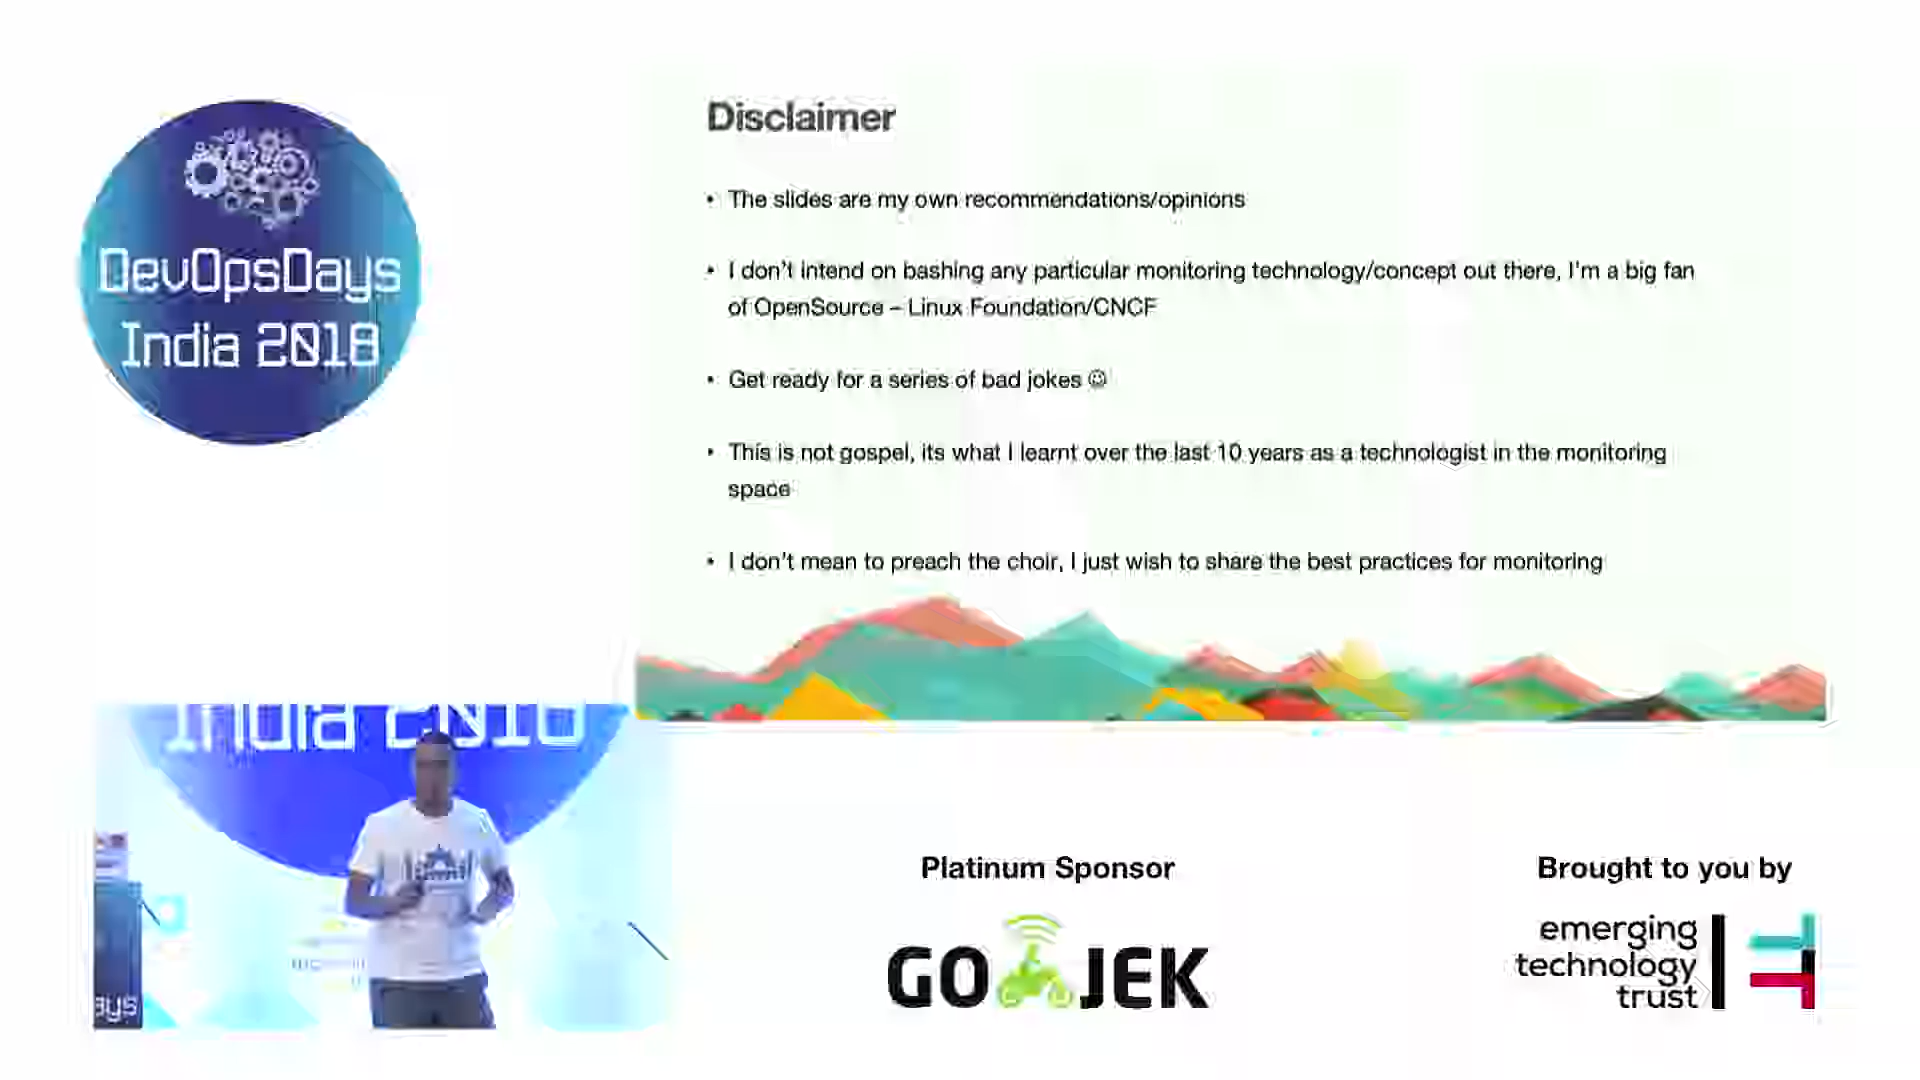 DevOpsDays
India 2018
Disclaimer
• The slides are my own recommendations/opinions
• I don't intend on bashing any particular monitoring technology/concept out there, I'm a big fan
of OpenSource – Linux Foundation/CNCF
• Get ready for a series of bad jokes ☺
• This is not gospel, its what I learnt over the last 10 years as a technologist in the monitoring
space
• I don't mean to preach the choir, I just wish to share the best practices for monitoring
India 2018
ays
Platinum Sponsor
GO JEK
Brought to you by
emerging
technology
trust